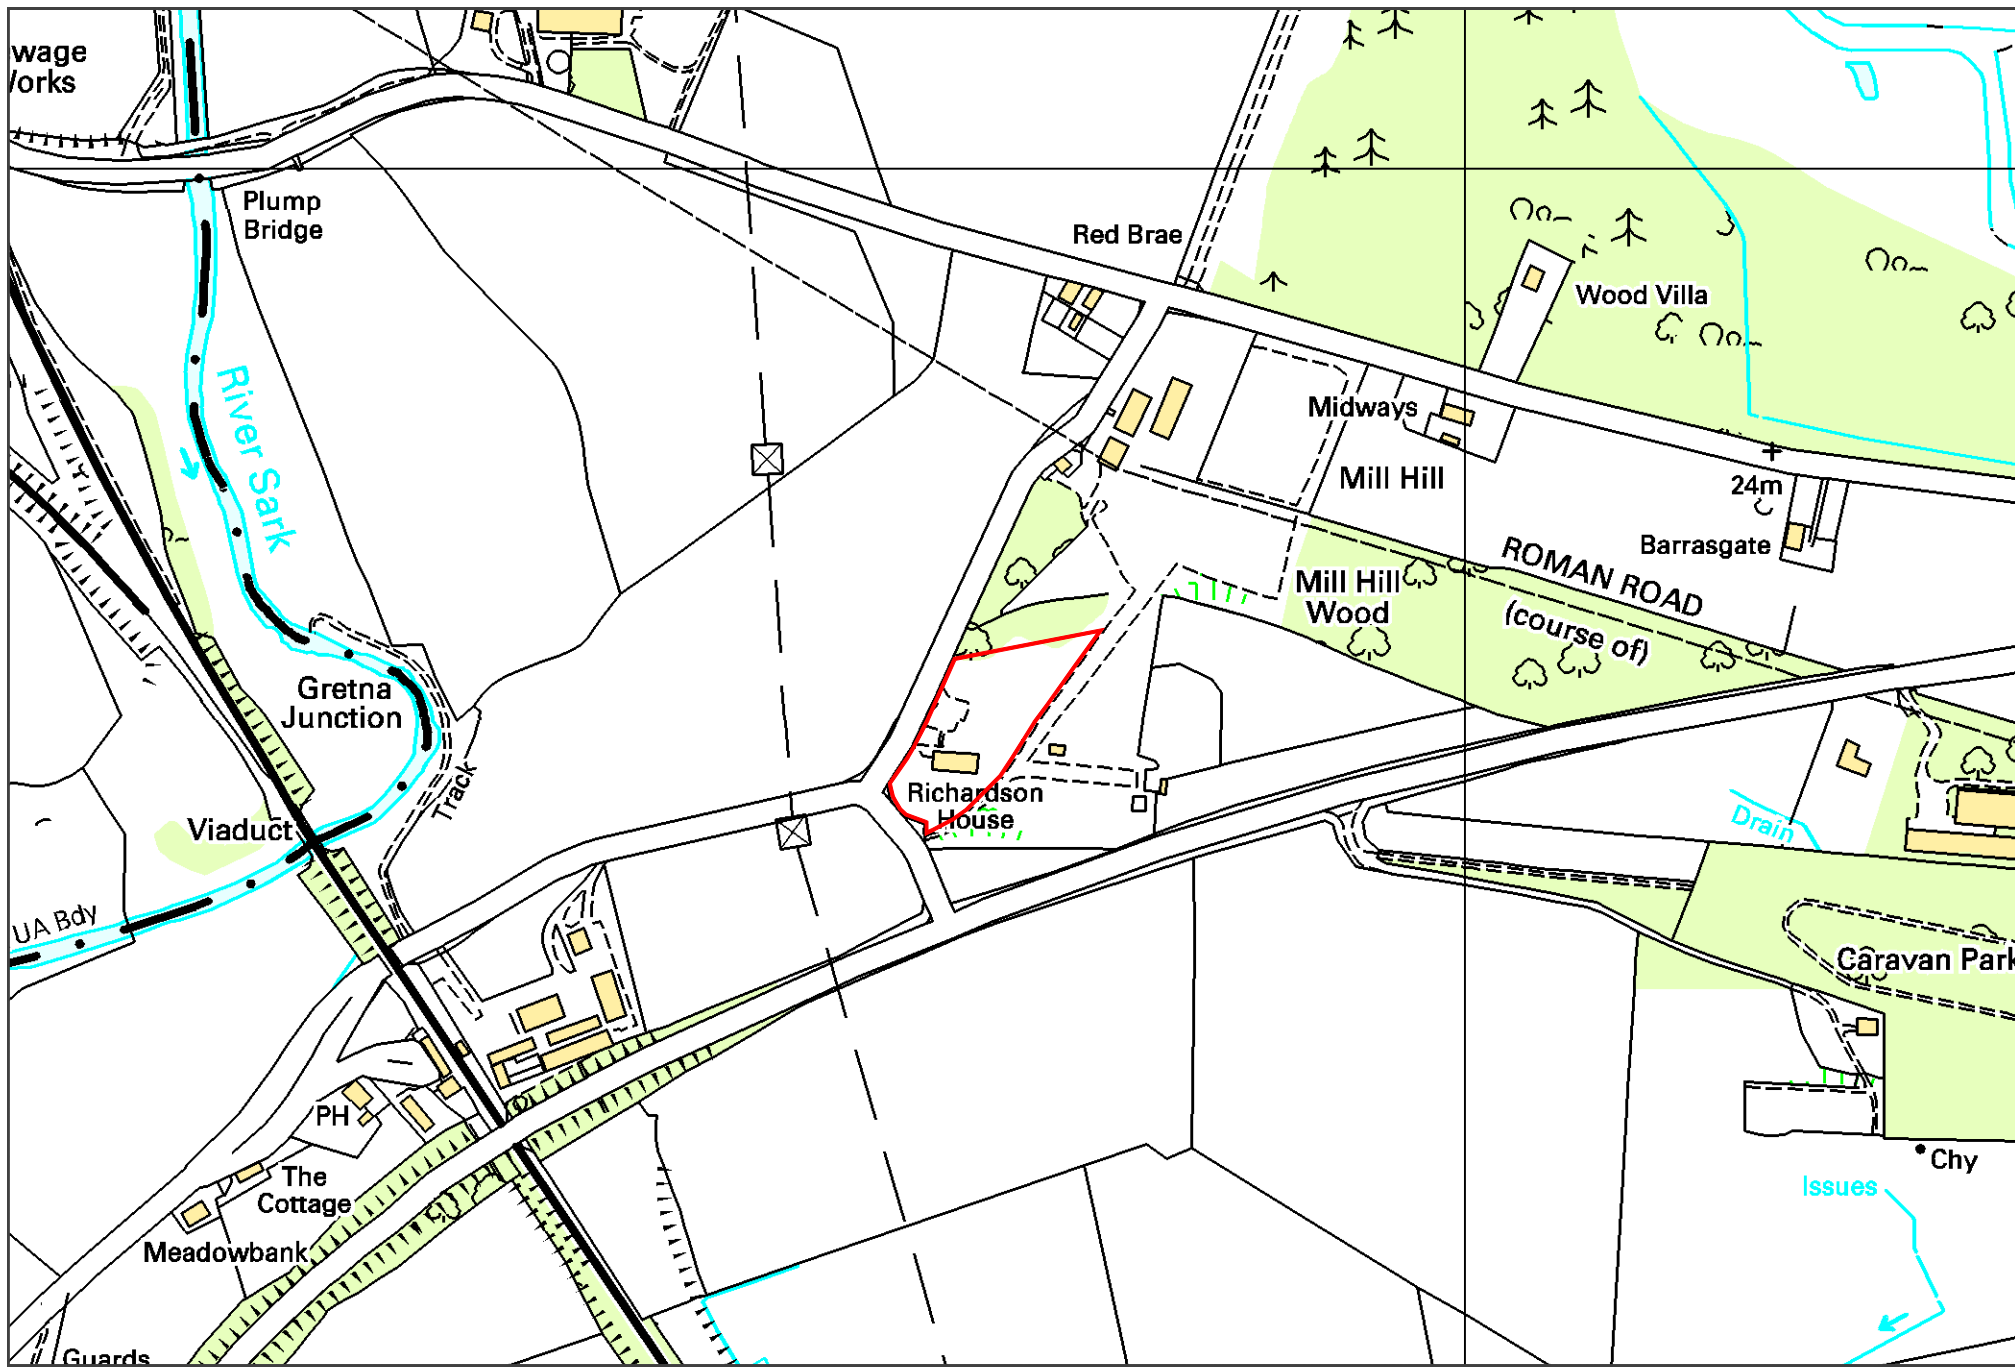 wage
orks
Plump
Bridge
Red Brae
Wood Villa
River Sark
Midways
Mill Hill
24m
Barrasgate
ROMAN ROAD
(course of)
Mill Hill
Wood
Gretna
Junction
Track
Richardson
House
Viaduct
Drain
UA Bdy
Caravan Park
PH
The
Cottage
Chy
Issues
Meadowbank
Guards